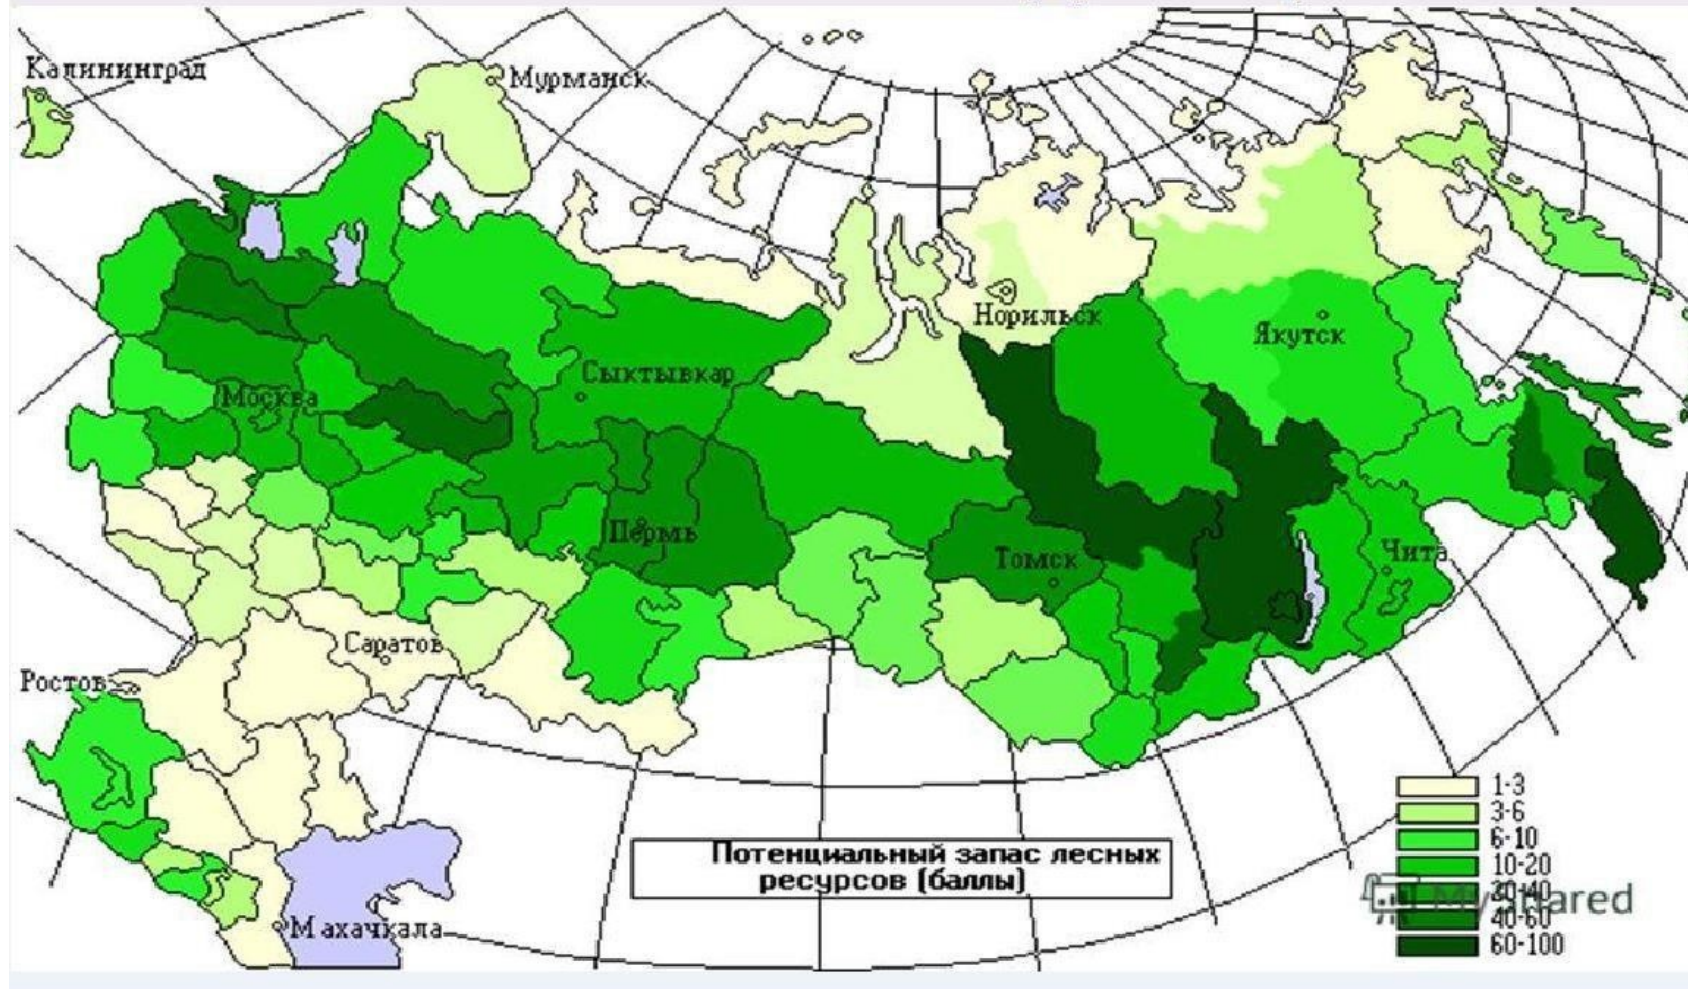 Калининград
Мурманск
Норильск
Якутск
Сыктывкар
Москва
Пермь
Томск
Чита
Саратов
Ростов
Махачкала
Потенциальный запас лесных
ресурсов (баллы)
1-3
3-6
6-10
10-20
40-60
60-100